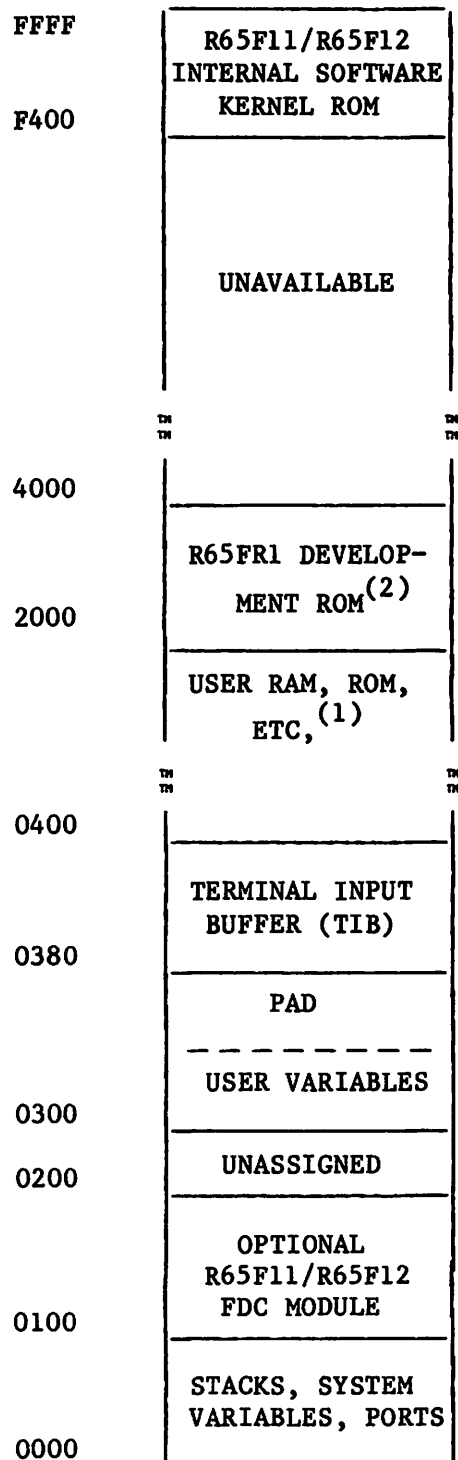 FFFF
R65F11/R65F12
INTERNAL SOFTWARE
KERNEL ROM
F400
UNAVAILABLE
4000
R65FR1 DEVELOP-
MENT ROM(2)
2000
USER RAM, ROM,
ETC,(1)
0400
TERMINAL INPUT
BUFFER (TIB)
0380
PAD
USER VARIABLES
0300
UNASSIGNED
0200
OPTIONAL
R65F11/R65F12
FDC MODULE
0100
STACKS, SYSTEM
VARIABLES, PORTS
0000